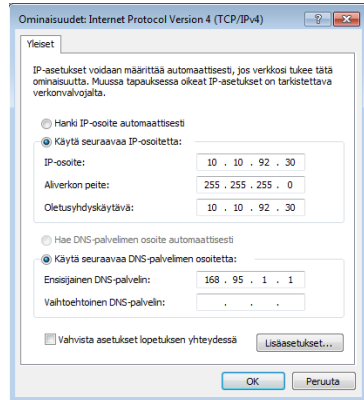 Ominaisuudet: Internet Protocol Version 4 (TCP/IPv4)
Yleiset
IP-asetukset voidaan määrittää automaattisesti, jos verkkosi tukee tätä
ominaisuutta. Muussa tapauksessa oikeat IP-asetukset on tarkistettava
verkonvalvojalta.
Hanki IP-osoite automaattisesti
Käytä seuraavaa IP-osoitetta:
IP-osoite: 10 . 10 . 92 . 30
Aliverkon peite: 255 . 255 . 255 . 0
Oletusyhdyskäytävä: 10 . 10 . 92 . 30
Hae DNS-palvelimen osoite automaattisesti
Käytä seuraavaa DNS-palvelimen osoitetta:
Ensisijainen DNS-palvelin: 168 . 95 . 1 . 1
Vaihtoehtoinen DNS-palvelin: . . .
Vahvista asetukset lopetuksen yhteydessä
Lisäasetukset...
OK Peruuta